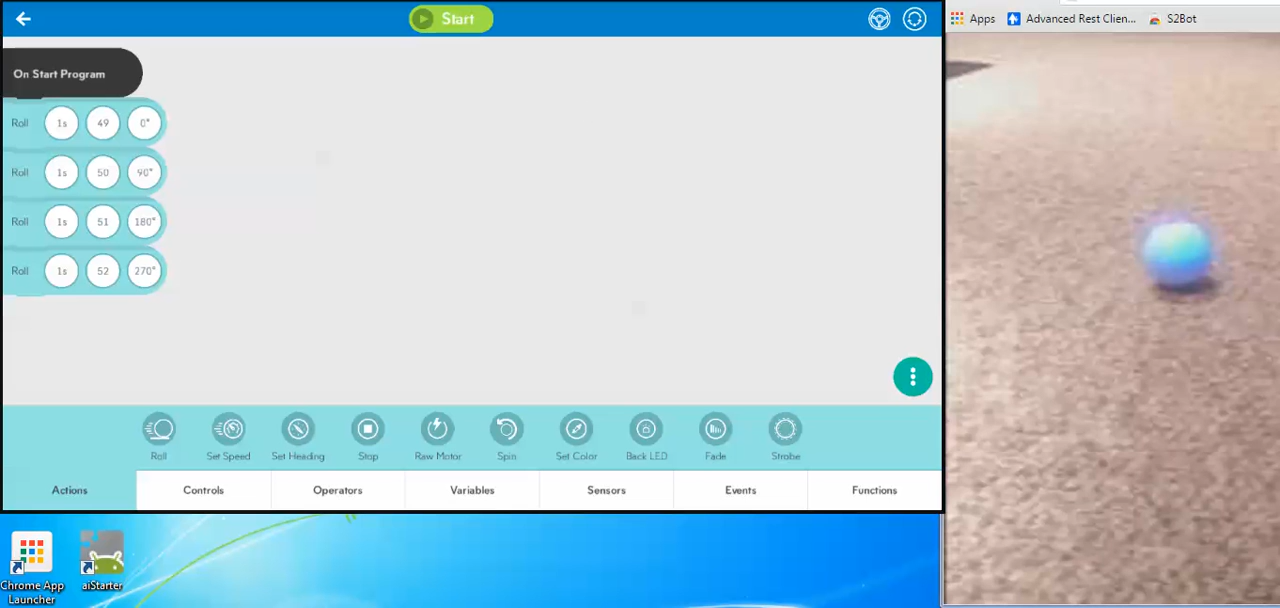 Start
Apps Advanced Rest Clien... S2Bot
On Start Program
Roll 1s 49 0°
Roll 1s 50 90°
Roll 1s 51 180°
Roll 1s 52 270°
Roll Set Speed Set Heading Stop Raw Motor Spin Set Color Back LED Fade Strobe
Actions Controls Operators Variables Sensors Events Functions
Chrome App Launcher aiStarter